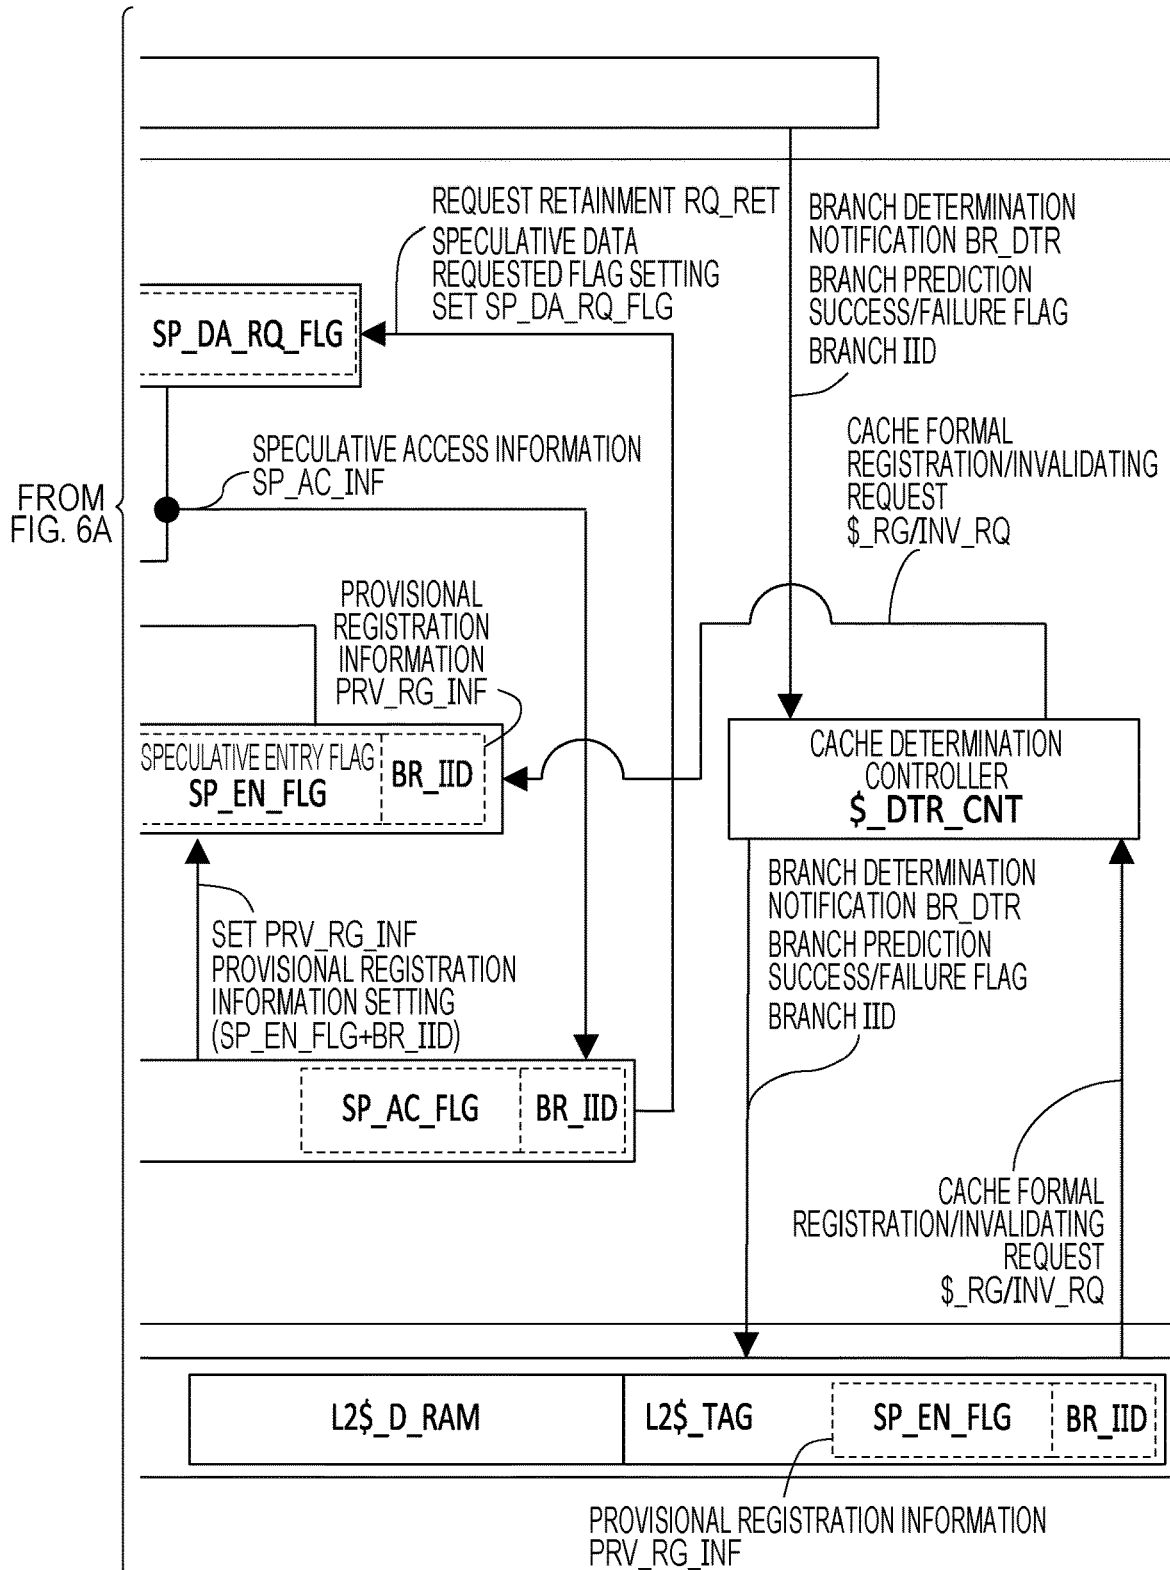 REQUEST RETAINMENT RQ_RET
SPECULATIVE DATA
REQUESTED FLAG SETTING
SET SP_DA_RQ_FLG
BRANCH DETERMINATION
NOTIFICATION BR_DTR
BRANCH PREDICTION
SUCCESS/FAILURE FLAG
BRANCH IID
SP_DA_RQ_FLG
SPECULATIVE ACCESS INFORMATION
SP_AC_INF
CACHE FORMAL
REGISTRATION/INVALIDATING
REQUEST
$_RG/INV_RQ
FROM
FIG. 6A
PROVISIONAL
REGISTRATION
INFORMATION
PRV_RG_INF
SPECULATIVE ENTRY FLAG
SP_EN_FLG
BR_IID
CACHE DETERMINATION
CONTROLLER
$_DTR_CNT
SET PRV_RG_INF
PROVISIONAL REGISTRATION
INFORMATION SETTING
(SP_EN_FLG+BR_IID)
BRANCH DETERMINATION
NOTIFICATION BR_DTR
BRANCH PREDICTION
SUCCESS/FAILURE FLAG
BRANCH IID
SP_AC_FLG
BR_IID
CACHE FORMAL
REGISTRATION/INVALIDATING
REQUEST
$_RG/INV_RQ
L2$_D_RAM
L2$_TAG
SP_EN_FLG
BR_IID
PROVISIONAL REGISTRATION INFORMATION
PRV_RG_INF